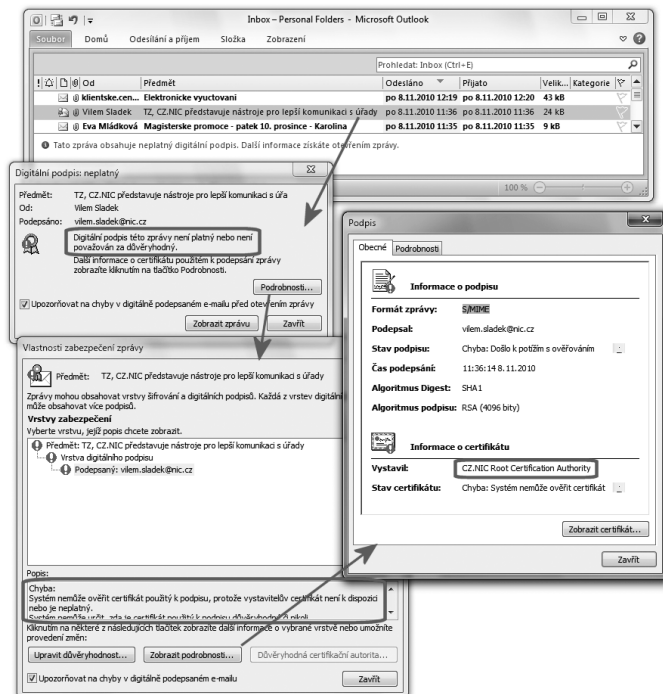 Inbox – Personal Folders - Microsoft Outlook
Soubor Domů Odesílání a příjem Složka Zobrazení
Prohledat: Inbox (Ctrl+E)
Od Předmět Odesláno Přijato Velik... Kategorie
klientske.cen... Elektronicke vyuctovani po 8.11.2010 12:19 po 8.11.2010 12:20 43 kB
Vilem Sladek TZ, CZ.NIC představuje nástroje pro lepší komunikaci s úřady po 8.11.2010 11:36 po 8.11.2010 11:36 24 kB
Eva Mládková Magisterske promoce - patek 10. prosince - Karolina po 8.11.2010 11:35 po 8.11.2010 11:35 9 kB
Tato zpráva obsahuje neplatný digitální podpis. Další informace získáte otevřením zprávy.
100 %
Digitální podpis: neplatný
Předmět: TZ, CZ.NIC představuje nástroje pro lepší komunikaci s úřa
Od: Vilem Sladek
Podepsáno: vilem.sladek@nic.cz
Digitální podpis této zprávy není platný nebo není
považován za důvěryhodný.
Další informace o certifikátu použitém k podepsání zprávy
zobrazíte kliknutím na tlačítko Podrobnosti.
Podrobnosti...
Upozorňovat na chyby v digitálně podepsaném e-mailu před otevřením zprávy
Zobrazit zprávu Zavřít
Vlastnosti zabezpečení zprávy
Předmět: TZ, CZ.NIC představuje nástroje pro lepší komunikaci s úřady
Zprávy mohou obsahovat vrstvy šifrování a digitálních podpisů. Každá z vrstev digitální
může obsahovat více podpisů.
Vrstvy zabezpečení
Vyberte vrstvu, jejíž popis chcete zobrazit.
Předmět: TZ, CZ.NIC představuje nástroje pro lepší komunikaci s úřady
Vrstva digitálního podpisu
Podepsaný: vilem.sladek@nic.cz
Popis:
Chyba:
Systém nemůže ověřit certifikát použitý k podpisu, protože vystavitelův certifikát není k dispozici
nebo je neplatný.
Systém nemůže určit, zda je certifikát použitý k podpisu důvěryhodný či nikoli.
Kliknutím na některé z následujících tlačítek zobrazíte další informace o vybrané vrstvě nebo umožníte
provedení změn:
Upravit důvěryhodnost... Zobrazit podrobnosti... Důvěryhodná certifikační autorita...
Upozorňovat na chyby v digitálně podepsaném e-mailu
Zavřít
Podpis
Obecné Podrobnosti
Informace o podpisu
Formát zprávy: S/MIME
Podepsal: vilem.sladek@nic.cz
Stav podpisu: Chyba: Došlo k potížím s ověřováním
Čas podepsání: 11:36:14 8.11.2010
Algoritmus Digest: SHA1
Algoritmus podpisu: RSA (4096 bity)
Informace o certifikátu
Vystavil: CZ.NIC Root Certification Authority
Stav certifikátu: Chyba: Systém nemůže ověřit certifikát
Zobrazit certifikát...
Zavřít